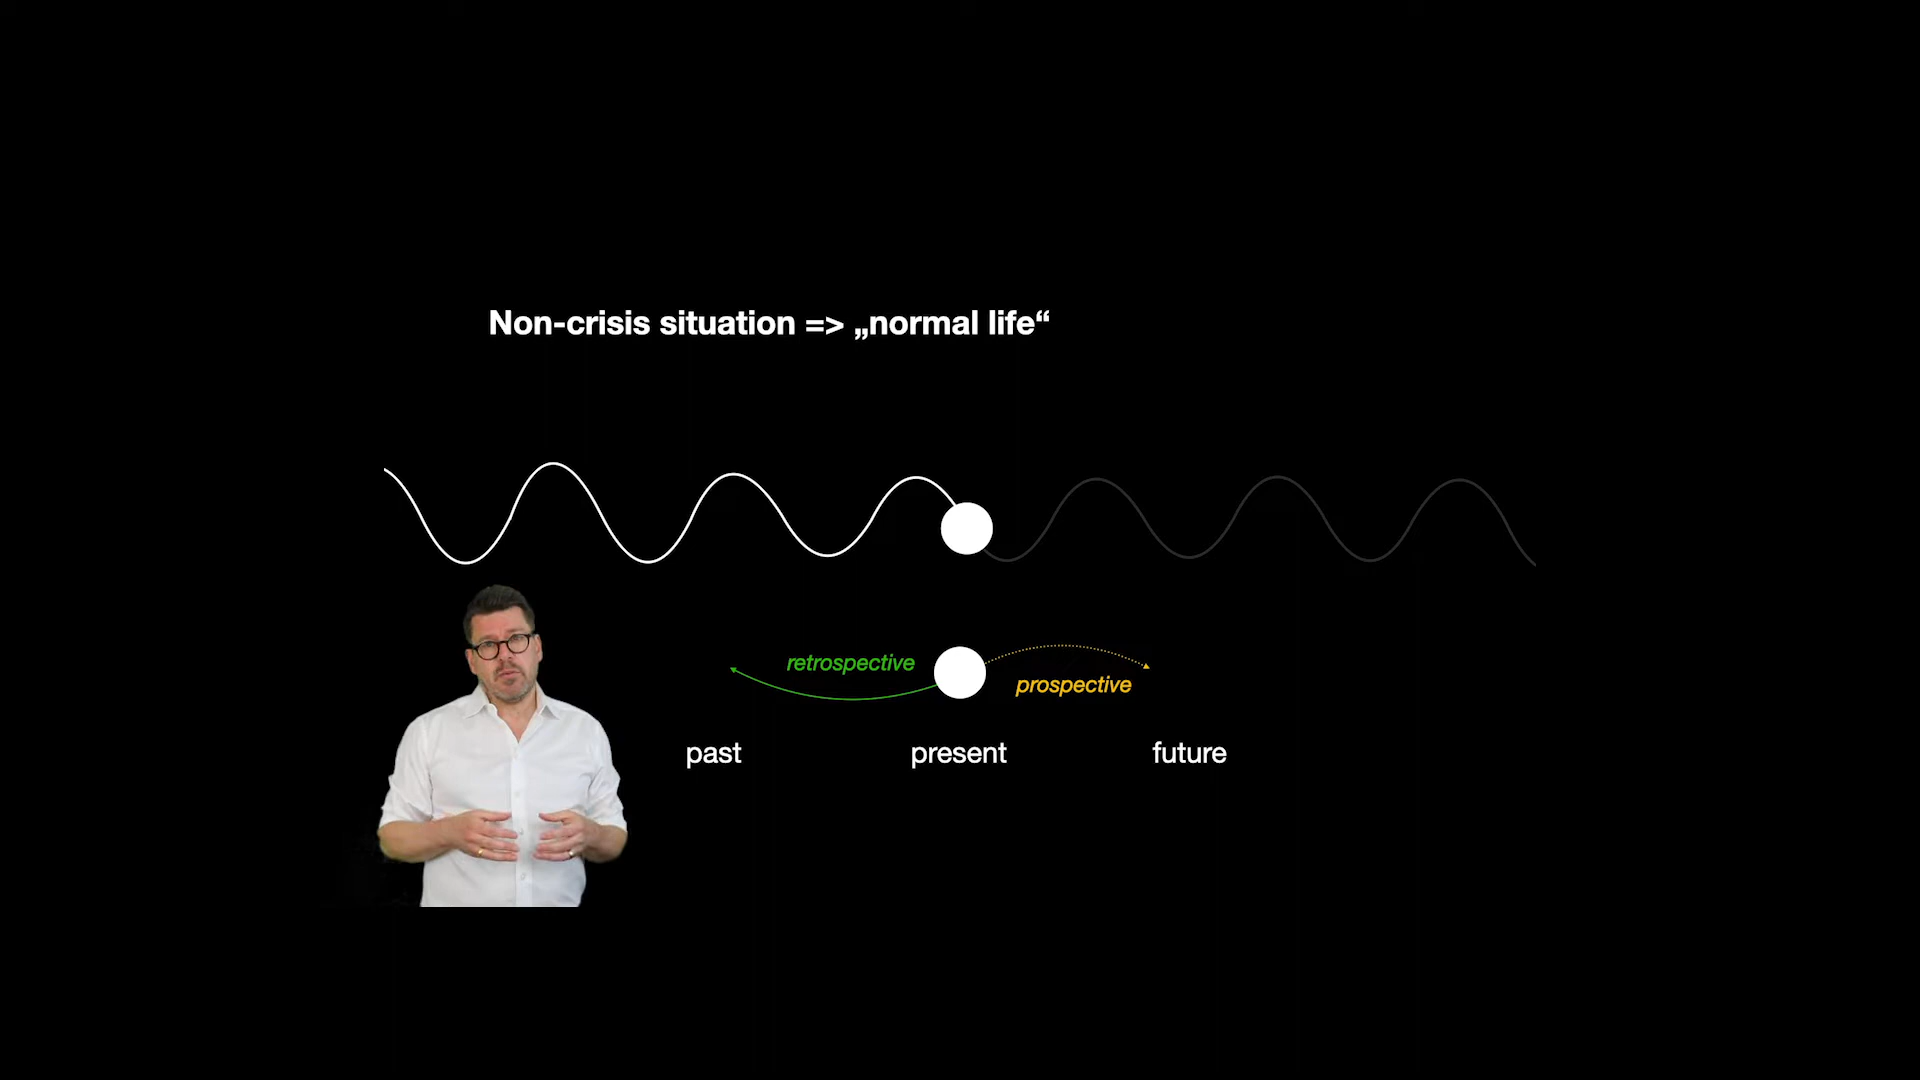 Non-crisis situation => „normal life“
retrospective
prospective
past
present
future